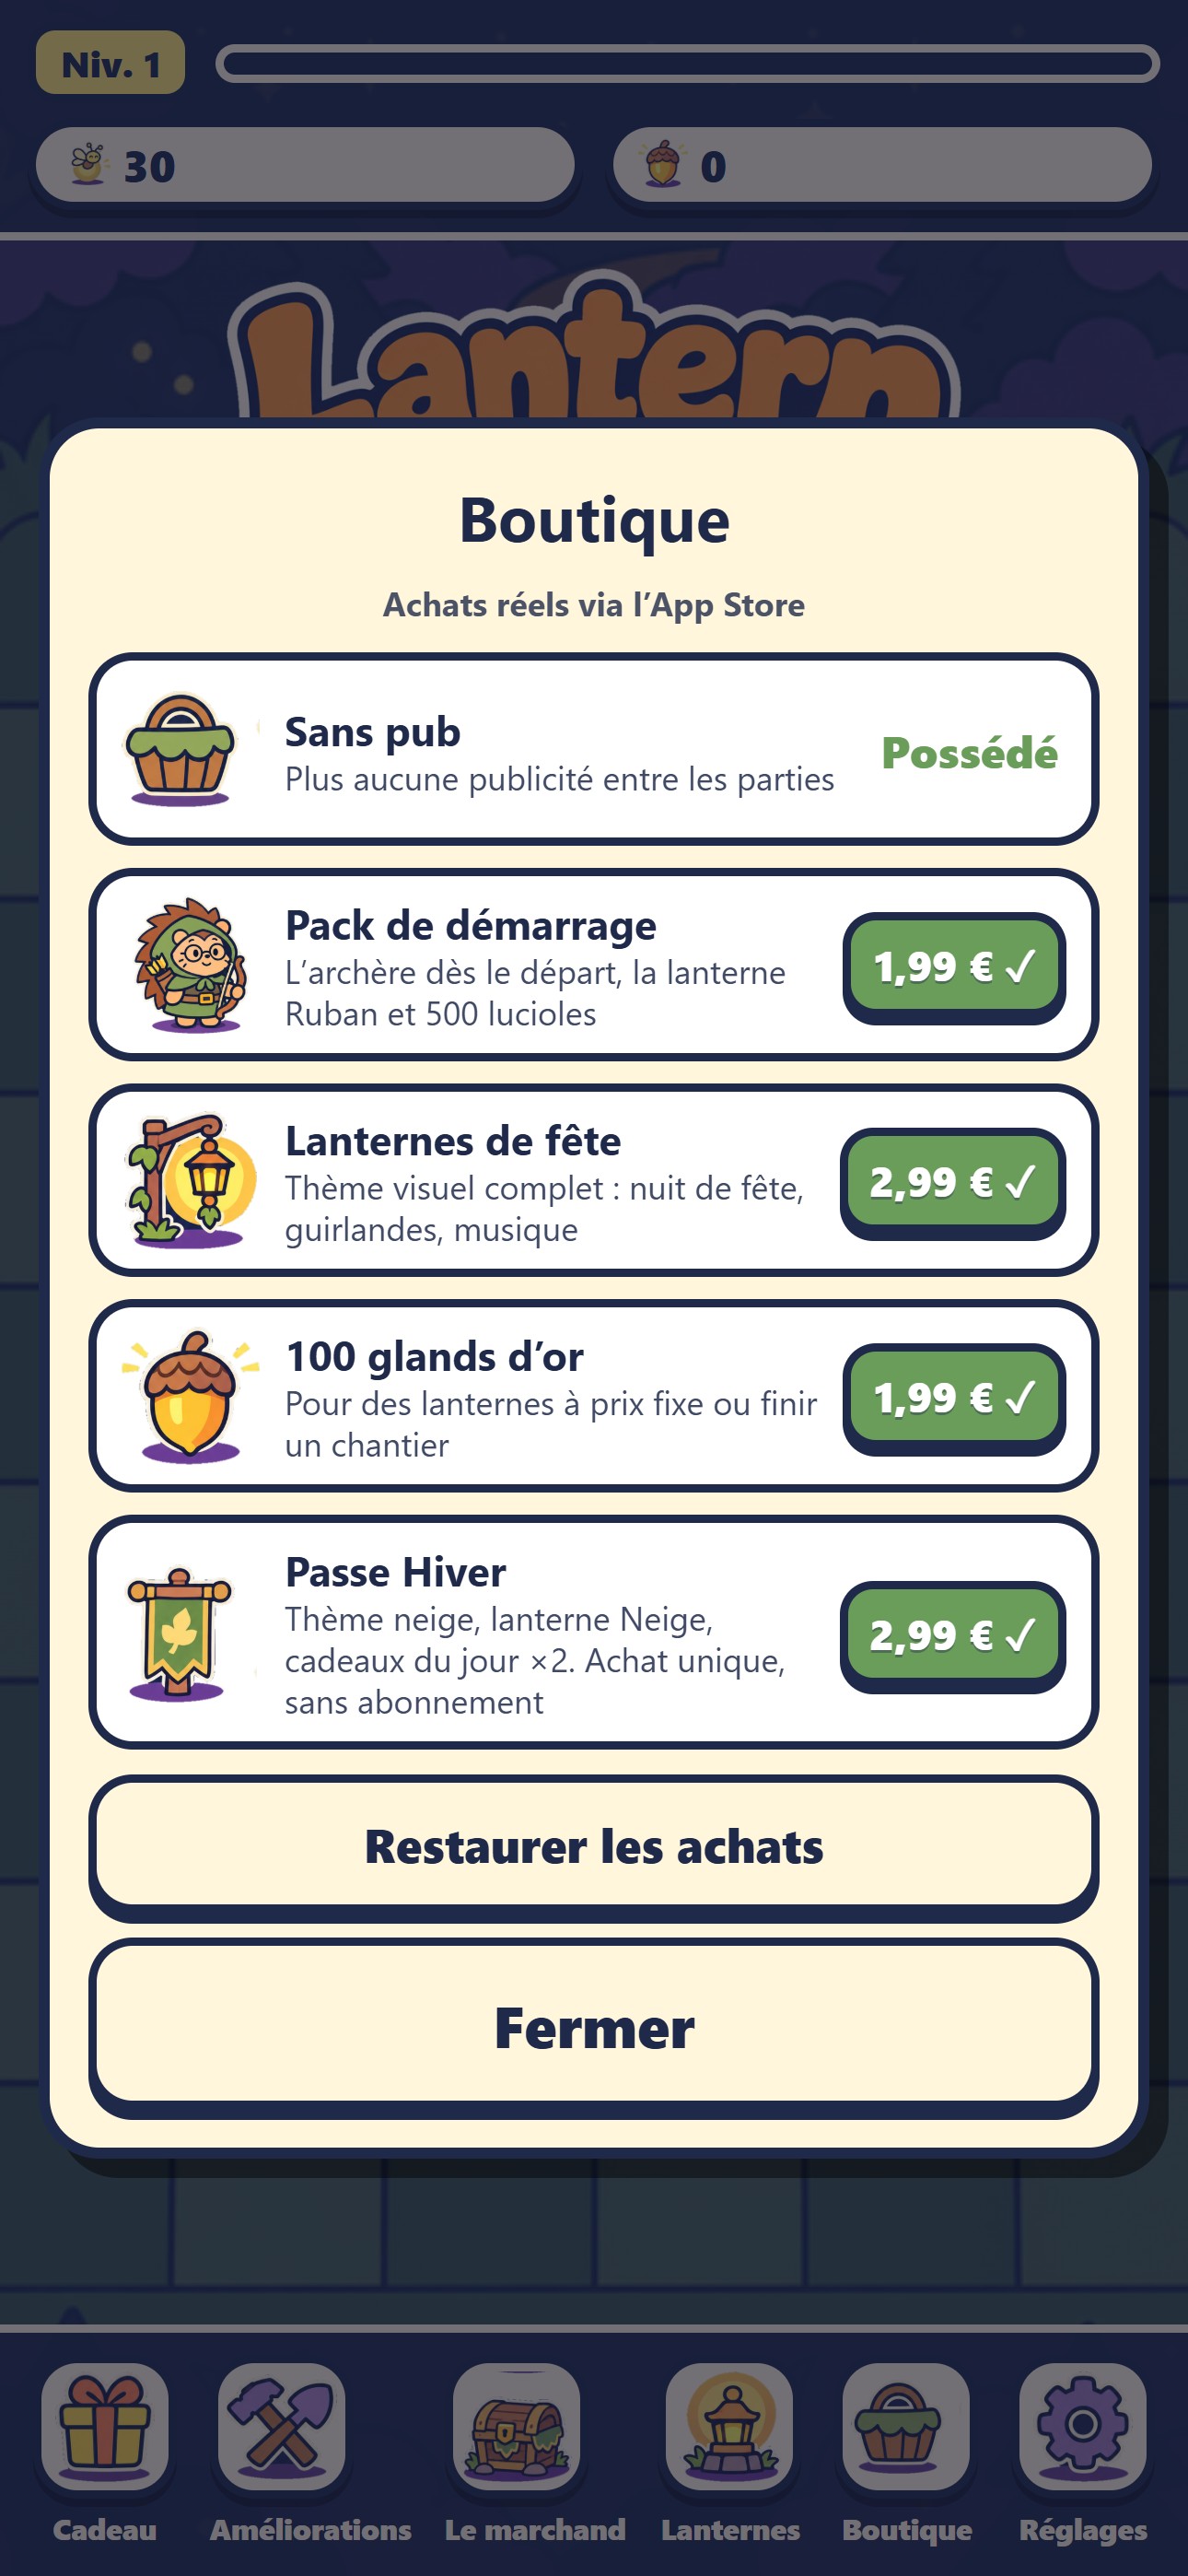 Niv. 1
30
0
Lantern
Boutique
Achats réels via l’App Store
Sans pub
Plus aucune publicité entre les parties
Possédé
Pack de démarrage
L’archère dès le départ, la lanterne
Ruban et 500 lucioles
1,99 € ✓
Lanternes de fête
Thème visuel complet : nuit de fête,
guirlandes, musique
2,99 € ✓
100 glands d’or
Pour des lanternes à prix fixe ou finir
un chantier
1,99 € ✓
Passe Hiver
Thème neige, lanterne Neige,
cadeaux du jour ×2. Achat unique,
sans abonnement
2,99 € ✓
Restaurer les achats
Fermer
Cadeau
Améliorations
Le marchand
Lanternes
Boutique
Réglages